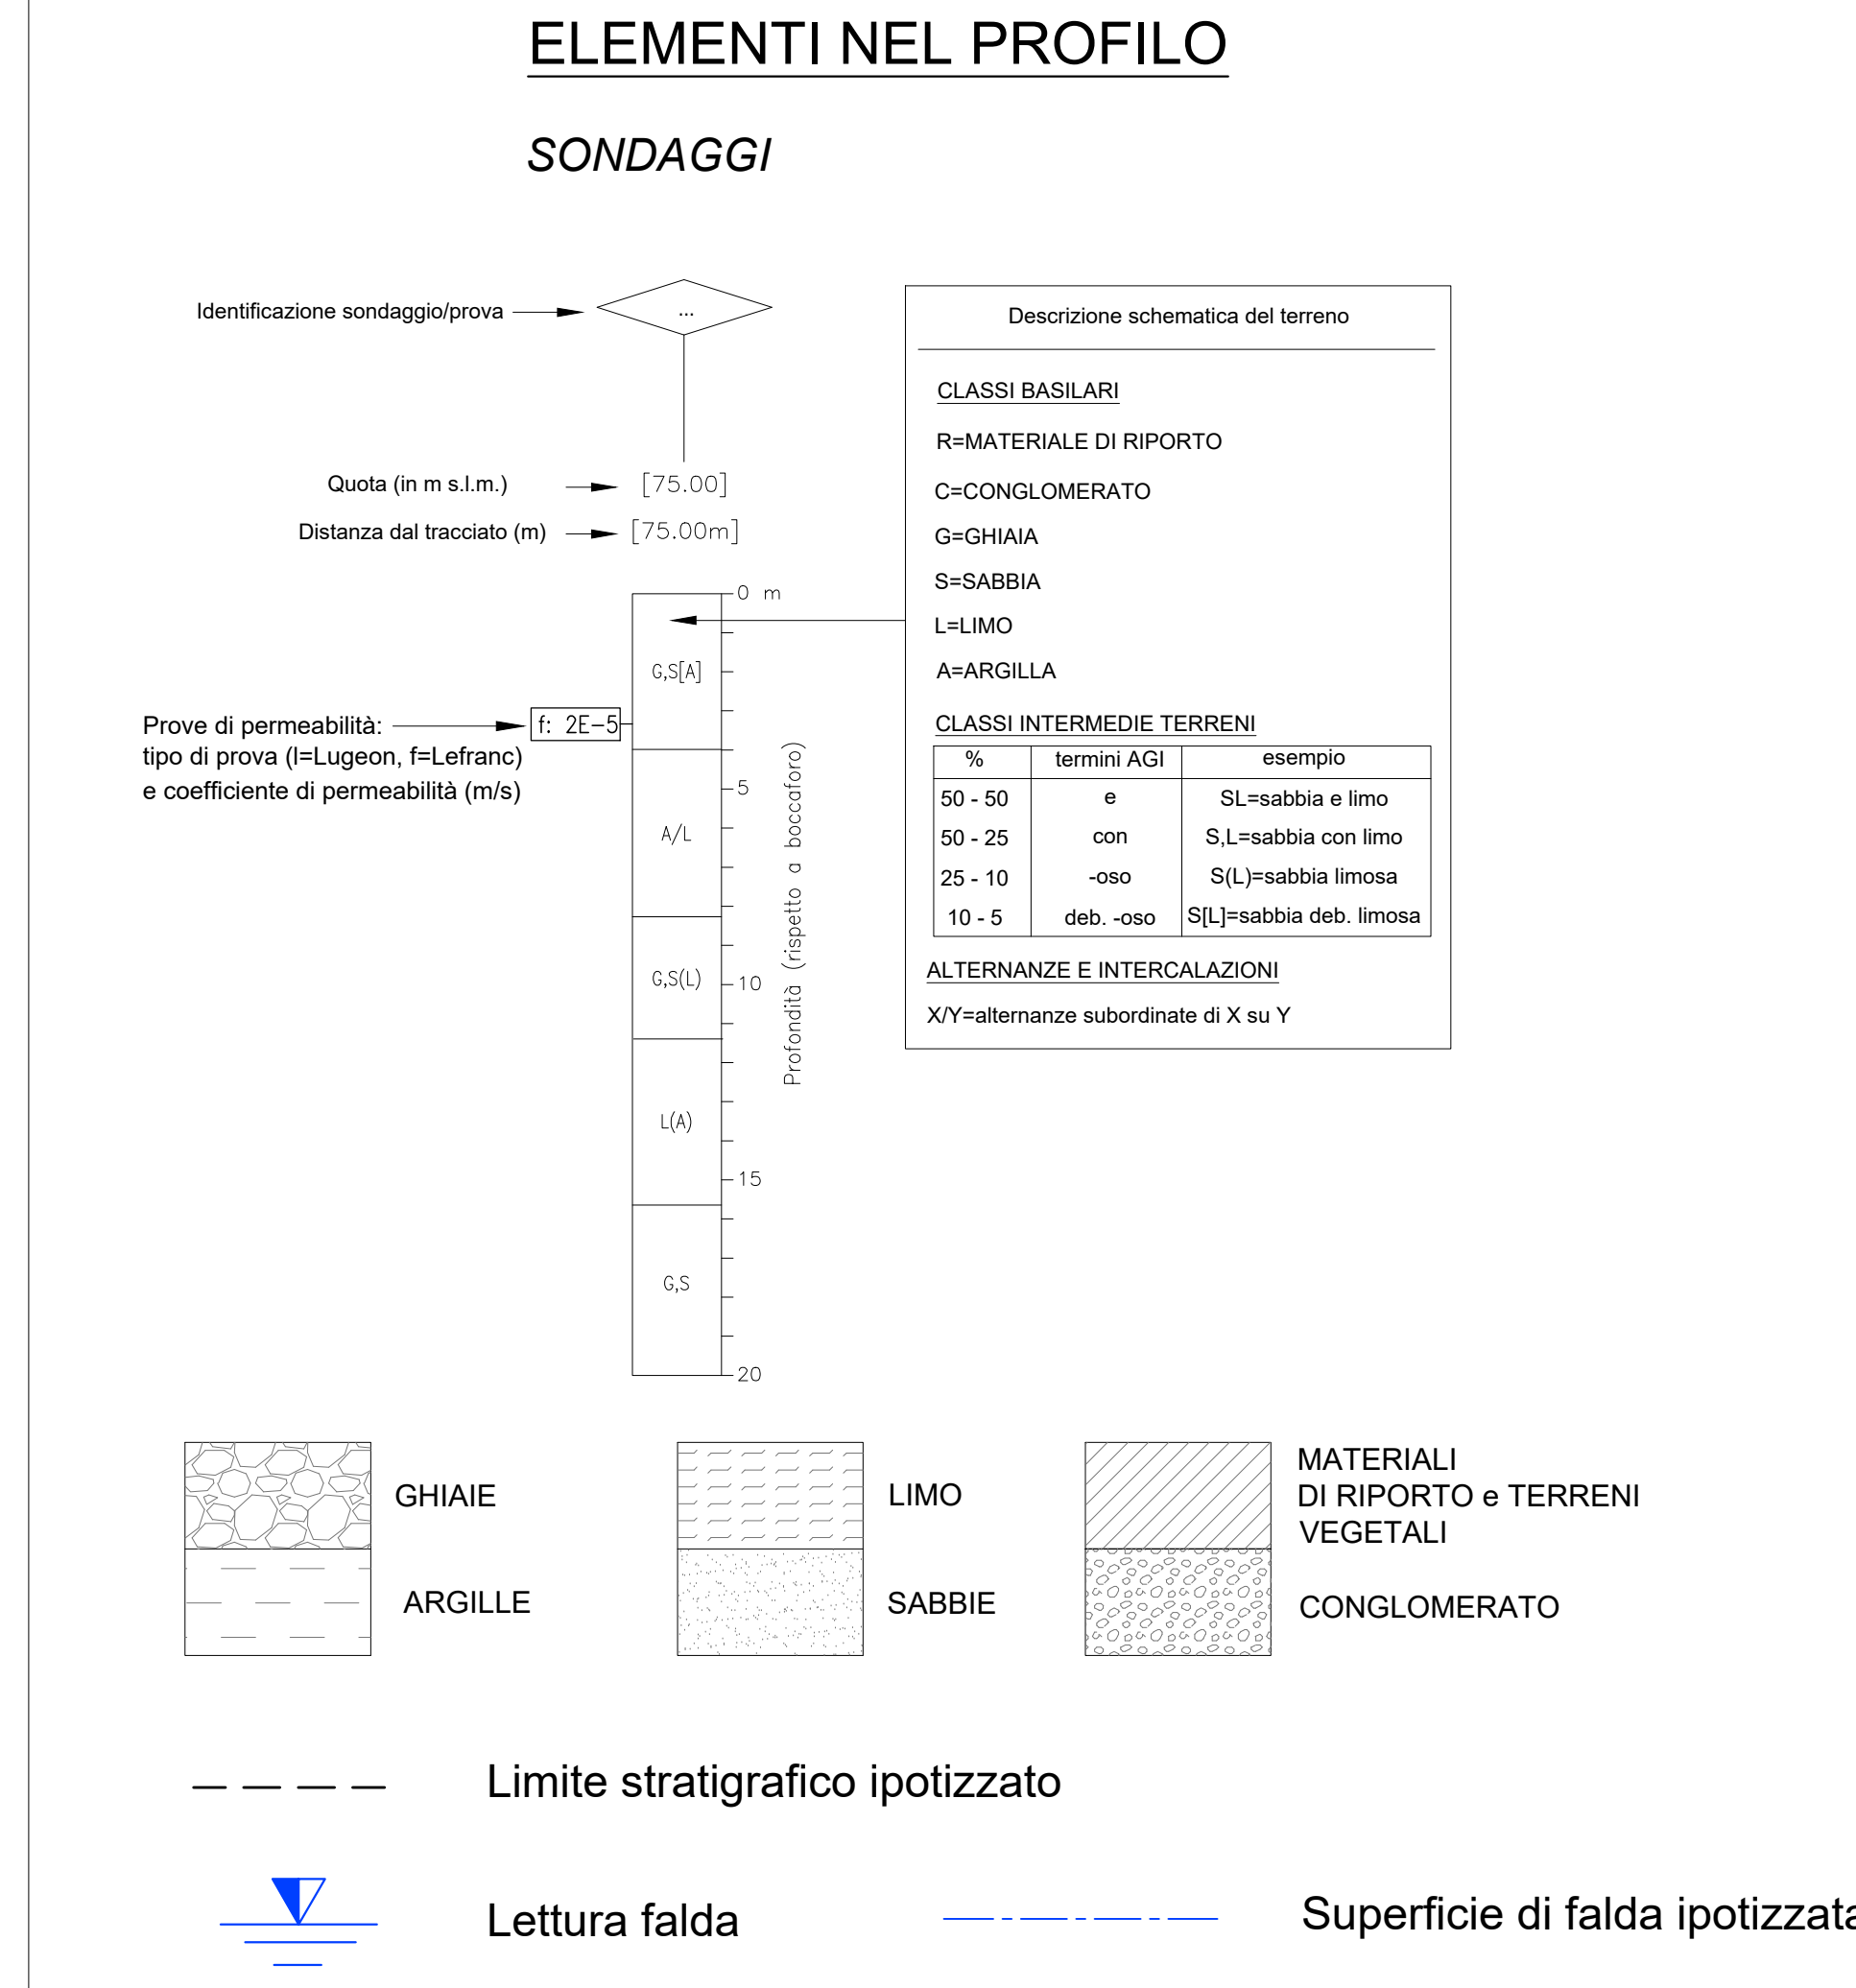 ELEMENTI NEL PROFILO
SONDAGGI
Identificazione sondaggio/prova
...
Quota (in m s.l.m.)
[75.00]
Distanza dal tracciato (m)
[75.00m]
0 m
G,S[A]
Prove di permeabilità:
tipo di prova (l=Lugeon, f=Lefranc)
e coefficiente di permeabilità (m/s)
f: 2E-5
5
A/L
G,S(L)
10
L(A)
15
G,S
20
Profondità (rispetto a boccaforo)
Descrizione schematica del terreno
CLASSI BASILARI
R=MATERIALE DI RIPORTO
C=CONGLOMERATO
G=GHIAIA
S=SABBIA
L=LIMO
A=ARGILLA
CLASSI INTERMEDIE TERRENI
% termini AGI esempio
50 - 50 e SL=sabbia e limo
50 - 25 con S,L=sabbia con limo
25 - 10 -oso S(L)=sabbia limosa
10 - 5 deb. -oso S[L]=sabbia deb. limosa
ALTERNANZE E INTERCALAZIONI
X/Y=alternanze subordinate di X su Y
GHIAIE
ARGILLE
LIMO
SABBIE
MATERIALI
DI RIPORTO e TERRENI
VEGETALI
CONGLOMERATO
Limite stratigrafico ipotizzato
Lettura falda
Superficie di falda ipotizzata